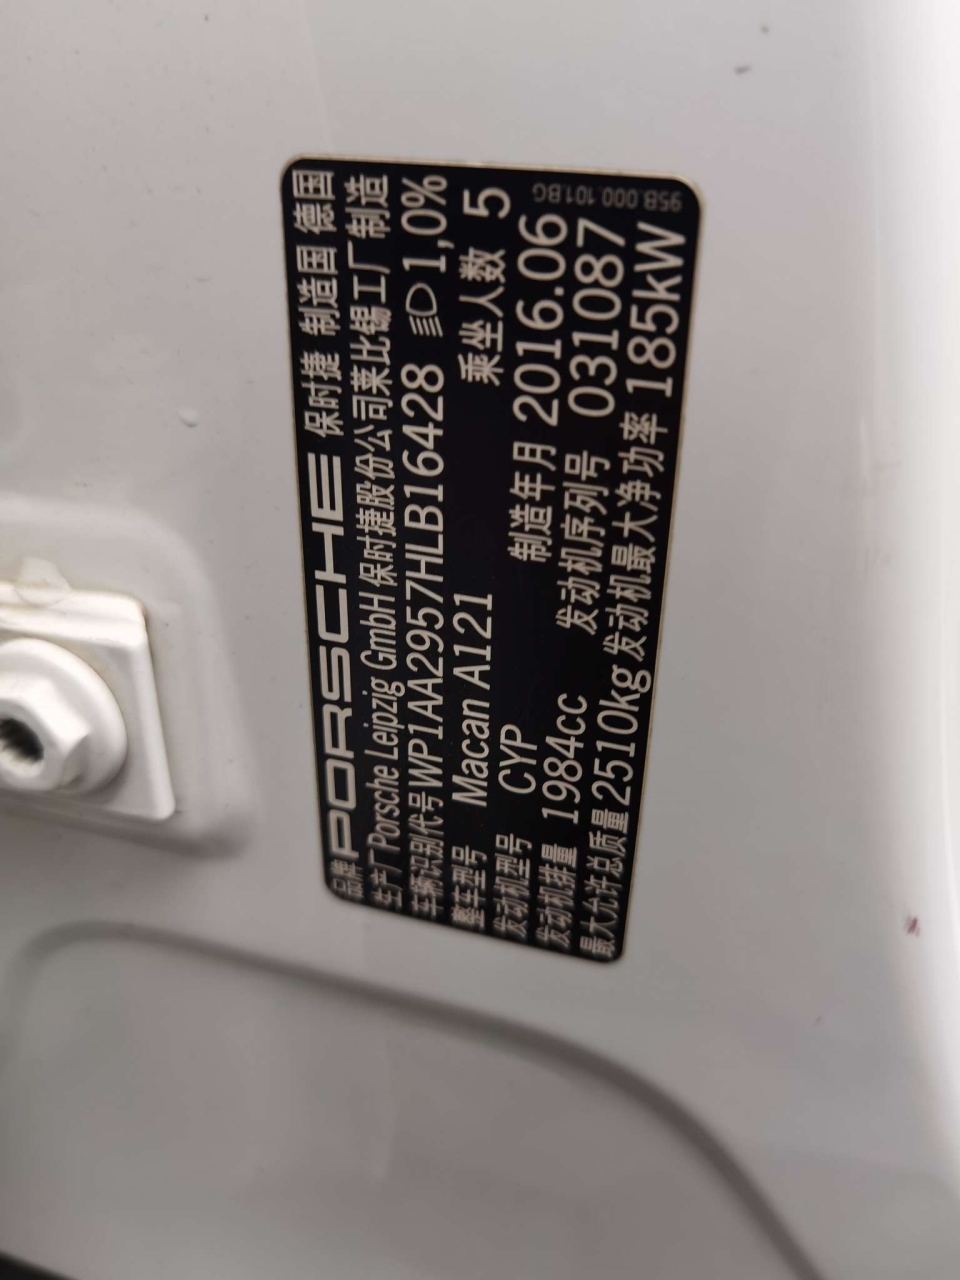 品牌 PORSCHE 保时捷 制造国 德国
生产厂 Porsche Leipzig GmbH 保时捷股份公司莱比锡工厂制造
车辆识别代号 WP1AA2957HLB16428 1,0%
整车型号 Macan A121 乘坐人数 5
发动机型号 CYP 制造年月 2016.06
发动机排量 1984cc 发动机序列号 031087
最大允许总质量 2510kg 发动机最大净功率 185kW
95B.000.101.BG